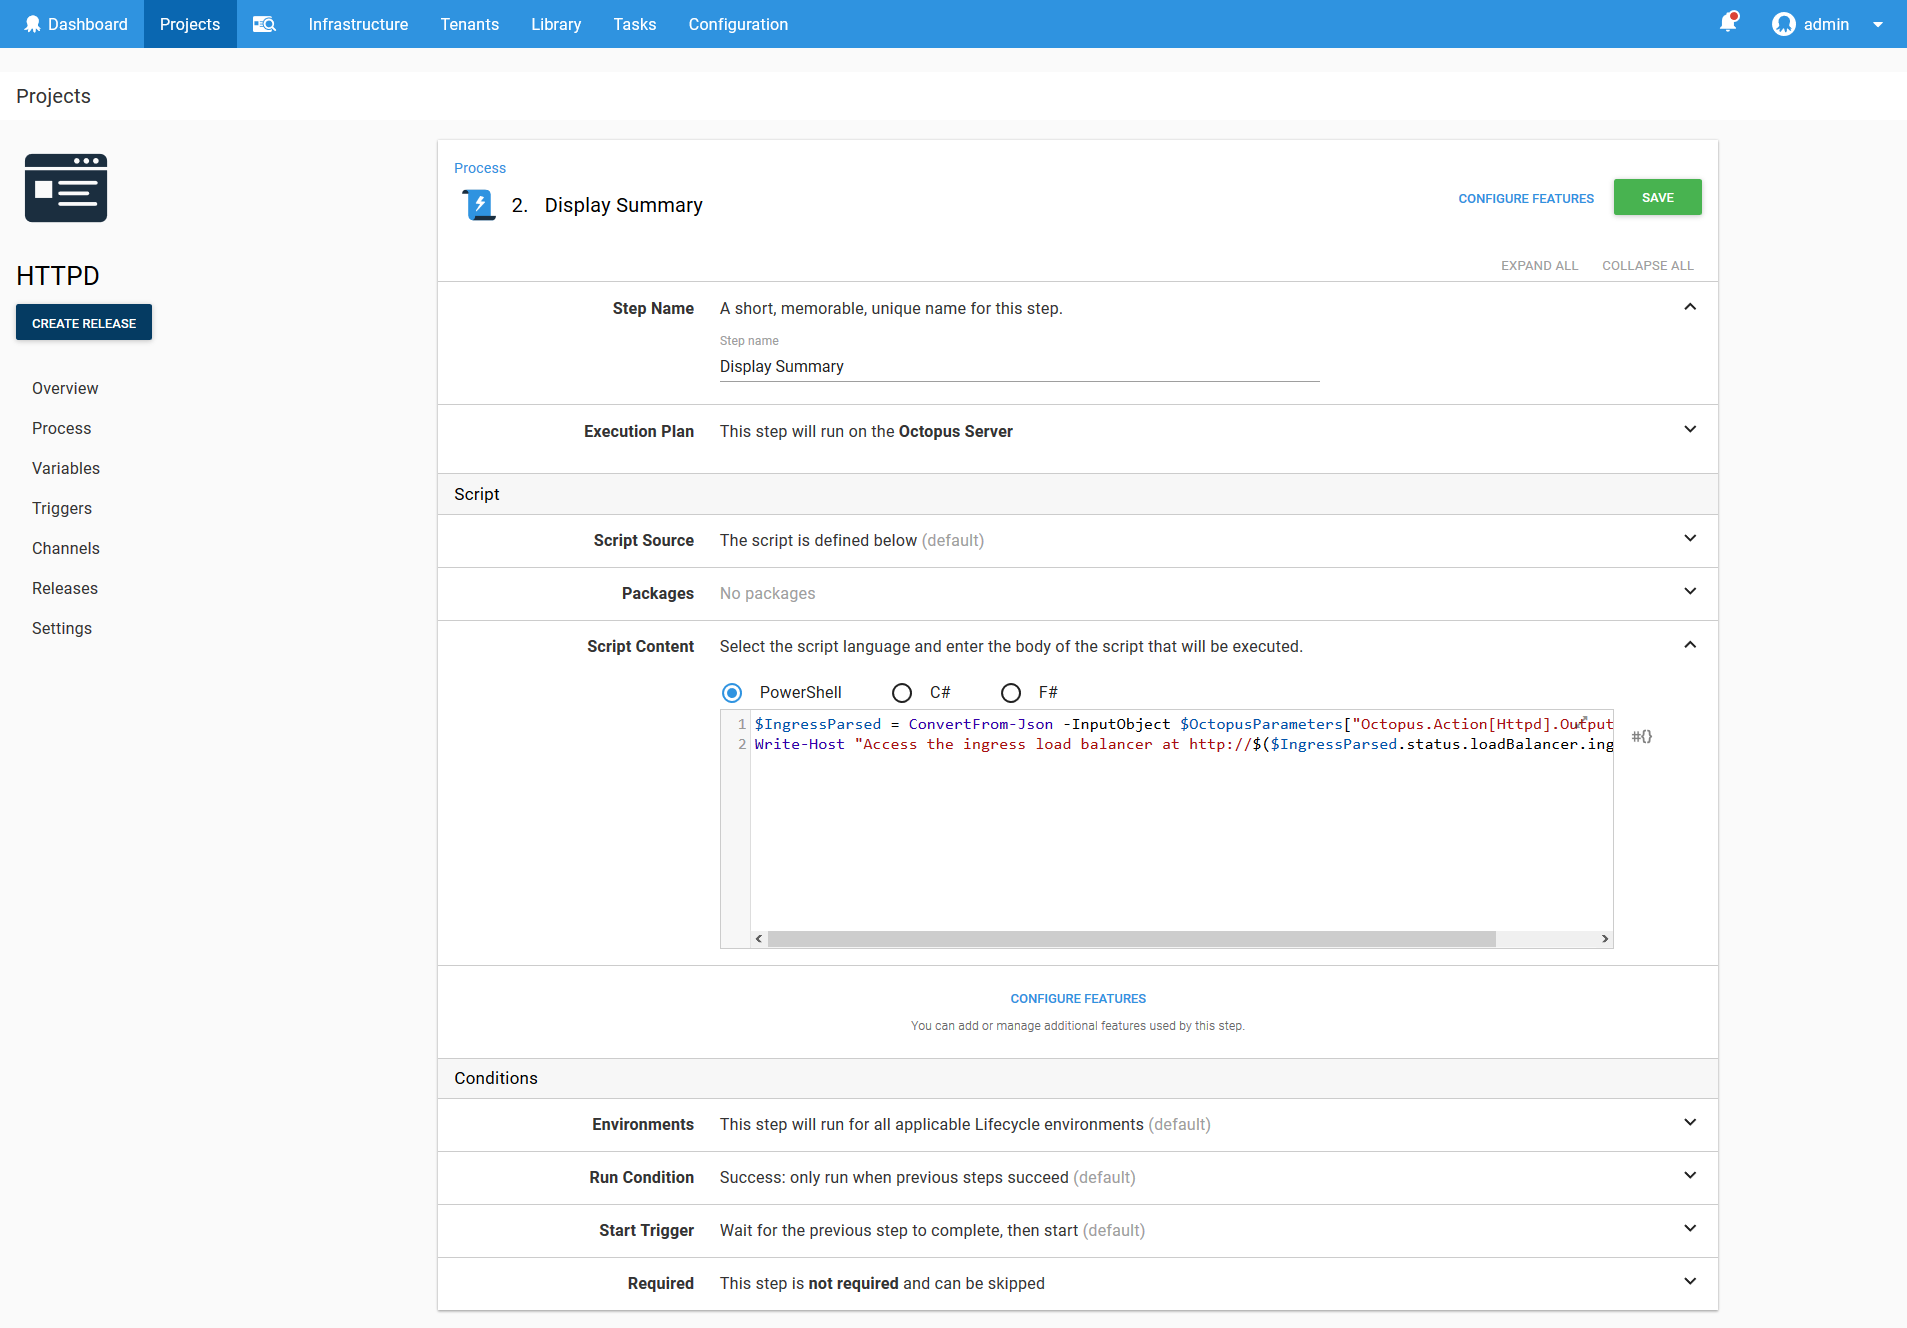 Dashboard Projects Infrastructure Tenants Library Tasks Configuration admin
Projects
HTTPD
CREATE RELEASE
Overview
Process
Variables
Triggers
Channels
Releases
Settings
Process
2. Display Summary
CONFIGURE FEATURES SAVE
EXPAND ALL COLLAPSE ALL
Step Name A short, memorable, unique name for this step.
Step name
Display Summary
Execution Plan This step will run on the Octopus Server
Script
Script Source The script is defined below (default)
Packages No packages
Script Content Select the script language and enter the body of the script that will be executed.
PowerShell C# F#
1 $IngressParsed = ConvertFrom-Json -InputObject $OctopusParameters["Octopus.Action[Httpd].Output
2 Write-Host "Access the ingress load balancer at http://$($IngressParsed.status.loadBalancer.ing
#{}
CONFIGURE FEATURES
You can add or manage additional features used by this step.
Conditions
Environments This step will run for all applicable Lifecycle environments (default)
Run Condition Success: only run when previous steps succeed (default)
Start Trigger Wait for the previous step to complete, then start (default)
Required This step is not required and can be skipped